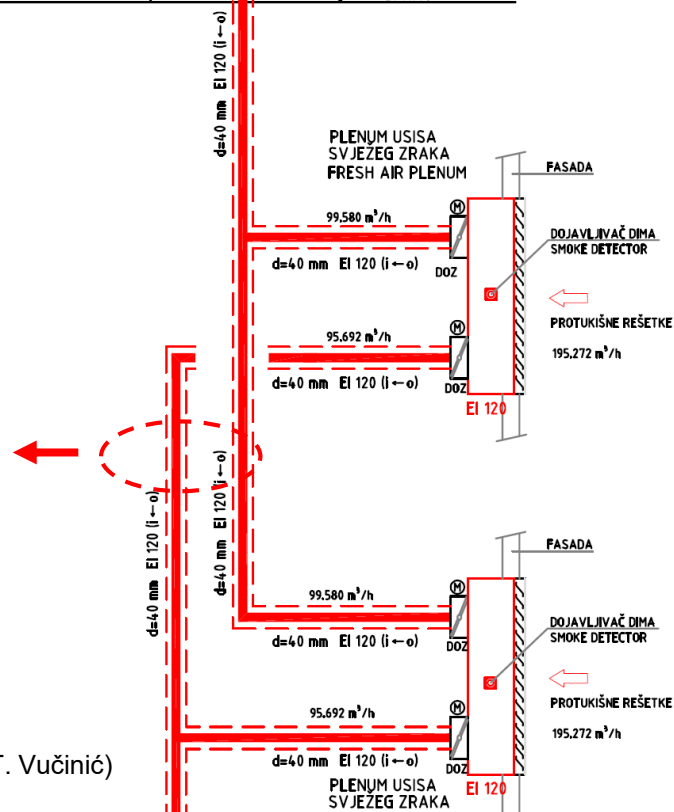 d=40 mm EI 120 (i←o)
PLENUM USISA
SVJEŽEG ZRAKA
FRESH AIR PLENUM
FASADA
M
99.580 m³/h
d=40 mm EI 120 (i←o)
DOZ
DOJAVLJIVAČ DIMA
SMOKE DETECTOR
PROTUKIŠNE REŠETKE
195.272 m³/h
M
95.692 m³/h
d=40 mm EI 120 (i←o)
DOZ
EI 120
d=40 mm EI 120 (i←o)
d=40 mm EI 120 (i←o)
FASADA
M
99.580 m³/h
d=40 mm EI 120 (i←o)
DOZ
DOJAVLJIVAČ DIMA
SMOKE DETECTOR
PROTUKIŠNE REŠETKE
195.272 m³/h
M
95.692 m³/h
d=40 mm EI 120 (i←o)
DOZ
EI 120
T. Vučinić)
PLENUM USISA
SVJEŽEG ZRAKA